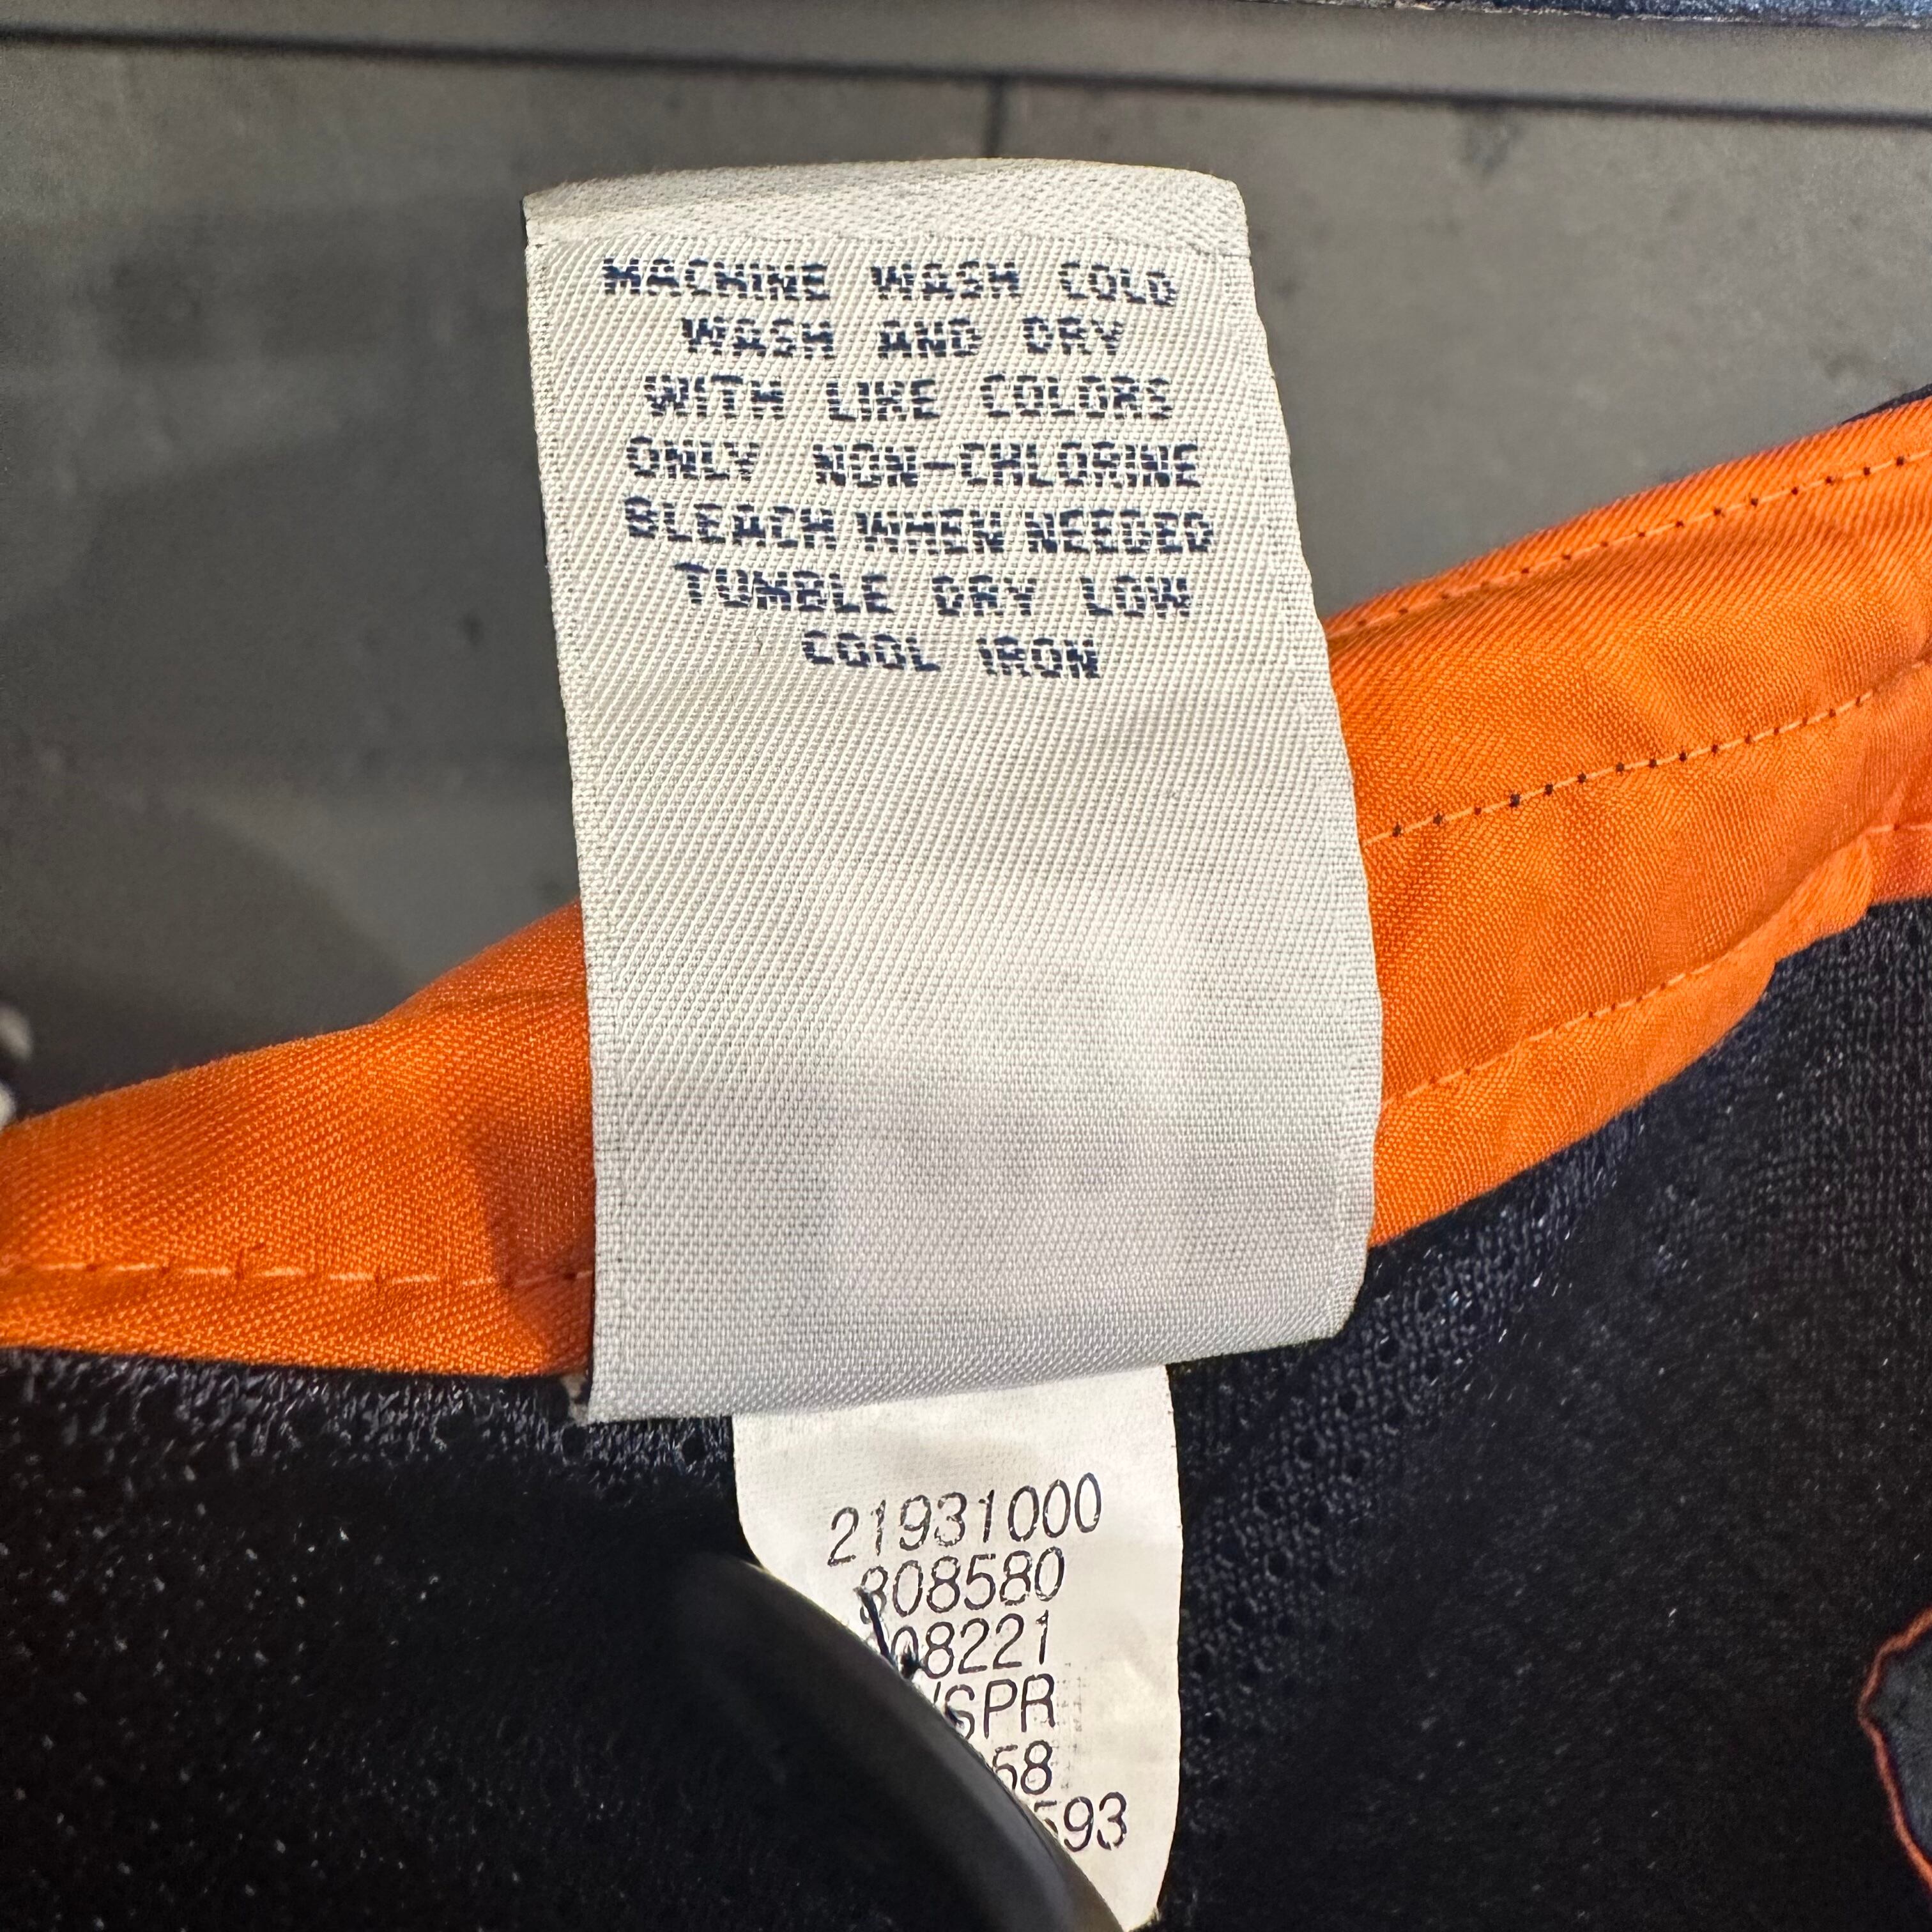 MACHINE WASH COLD
WASH AND DRY
WITH LIKE COLORS
ONLY NON-CHLORINE
BLEACH WHEN NEEDED
TUMBLE DRY LOW
COOL IRON
21931000
808580